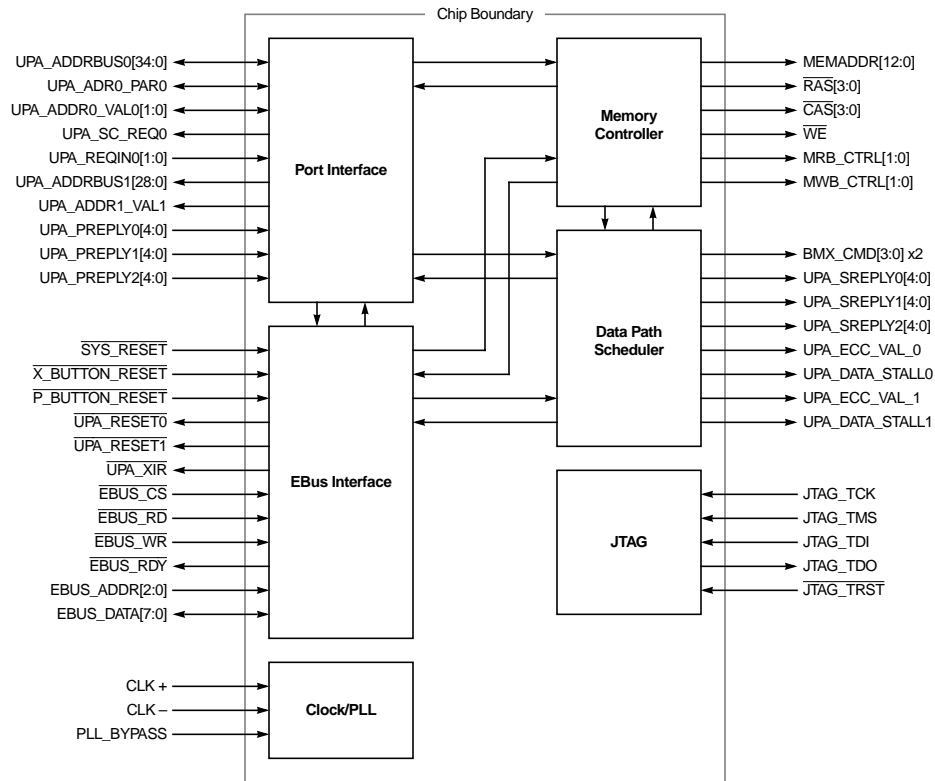 Chip Boundary
UPA_ADDRBUS0[34:0]
UPA_ADR0_PAR0
UPA_ADDR0_VAL0[1:0]
UPA_SC_REQ0
UPA_REQIN0[1:0]
UPA_ADDRBUS1[28:0]
UPA_ADDR1_VAL1
UPA_PREPLY0[4:0]
UPA_PREPLY1[4:0]
UPA_PREPLY2[4:0]
Port Interface
Memory
Controller
MEMADDR[12:0]
RAS[3:0]
CAS[3:0]
WE
MRB_CTRL[1:0]
MWB_CTRL[1:0]
SYS_RESET
X_BUTTON_RESET
P_BUTTON_RESET
UPA_RESET0
UPA_RESET1
UPA_XIR
EBUS_CS
EBUS_RD
EBUS_WR
EBUS_RDY
EBUS_ADDR[2:0]
EBUS_DATA[7:0]
EBus Interface
Data Path
Scheduler
BMX_CMD[3:0] x2
UPA_SREPLY0[4:0]
UPA_SREPLY1[4:0]
UPA_SREPLY2[4:0]
UPA_ECC_VAL_0
UPA_DATA_STALL0
UPA_ECC_VAL_1
UPA_DATA_STALL1
JTAG
JTAG_TCK
JTAG_TMS
JTAG_TDI
JTAG_TDO
JTAG_TRST
CLK +
CLK –
PLL_BYPASS
Clock/PLL